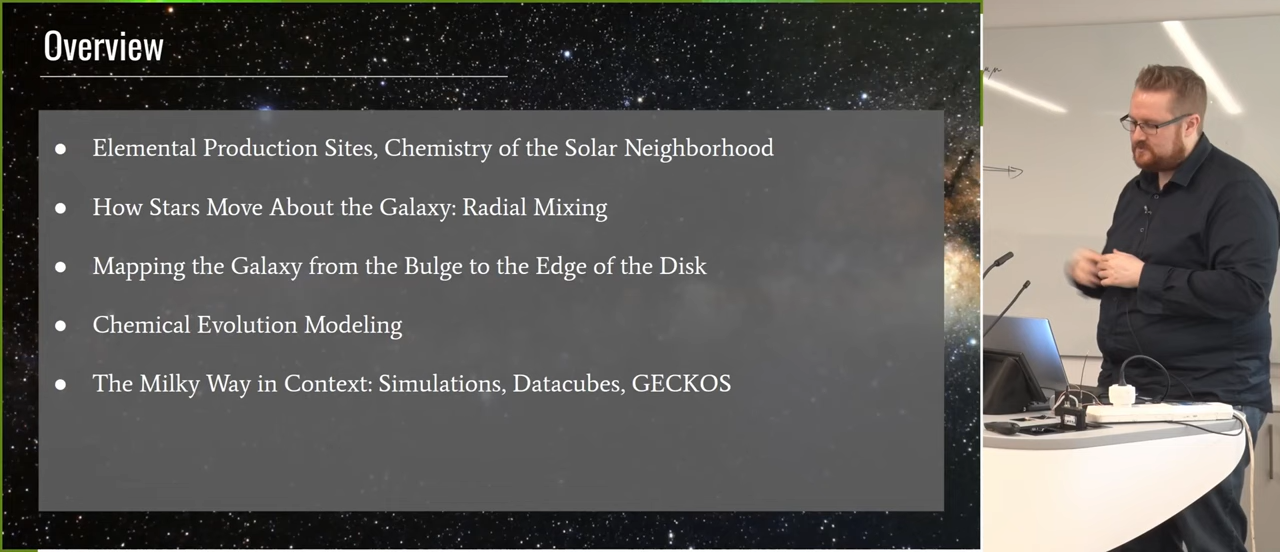 Overview
● Elemental Production Sites, Chemistry of the Solar Neighborhood
● How Stars Move About the Galaxy: Radial Mixing
● Mapping the Galaxy from the Bulge to the Edge of the Disk
● Chemical Evolution Modeling
● The Milky Way in Context: Simulations, Datacubes, GECKOS